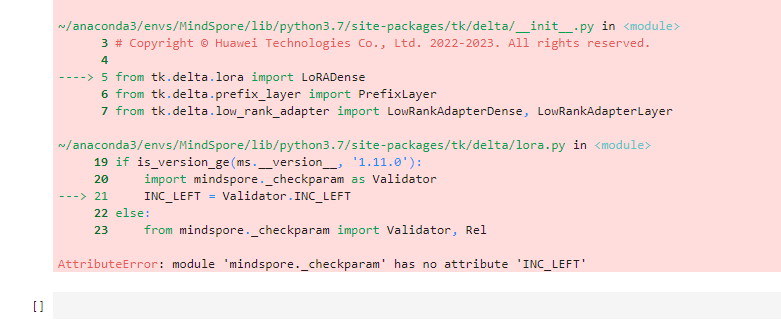 ~/anaconda3/envs/MindSpore/lib/python3.7/site-packages/tk/delta/__init__.py in <module>
3 # Copyright © Huawei Technologies Co., Ltd. 2022-2023. All rights reserved.
4
----> 5 from tk.delta.lora import LoRADense
6 from tk.delta.prefix_layer import PrefixLayer
7 from tk.delta.low_rank_adapter import LowRankAdapterDense, LowRankAdapterLayer
~/anaconda3/envs/MindSpore/lib/python3.7/site-packages/tk/delta/lora.py in <module>
19 if is_version_ge(ms.__version__, '1.11.0'):
20     import mindspore._checkparam as Validator
---> 21     INC_LEFT = Validator.INC_LEFT
22 else:
23     from mindspore._checkparam import Validator, Rel
AttributeError: module 'mindspore._checkparam' has no attribute 'INC_LEFT'
[ ]